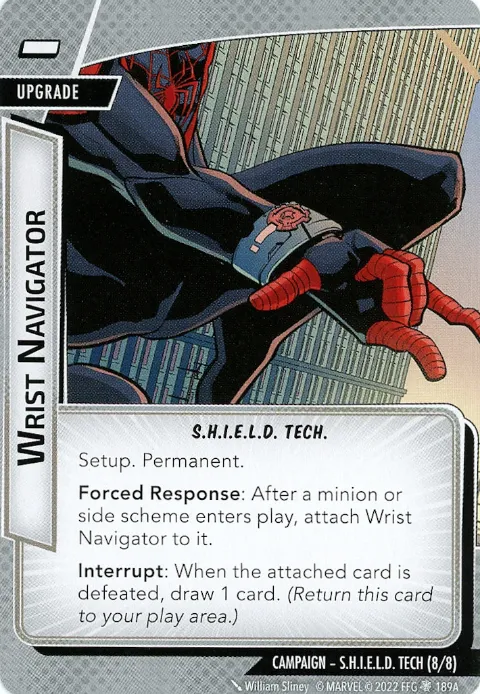 UPGRADE
WRIST NAVIGATOR
S.H.I.E.L.D. TECH.
Setup. Permanent.
Forced Response: After a minion or
side scheme enters play, attach Wrist
Navigator to it.
Interrupt: When the attached card is
defeated, draw 1 card. (Return this card
to your play area.)
CAMPAIGN – S.H.I.E.L.D. TECH (8/8)
William Sliney © MARVEL © 2022 FFG 189A